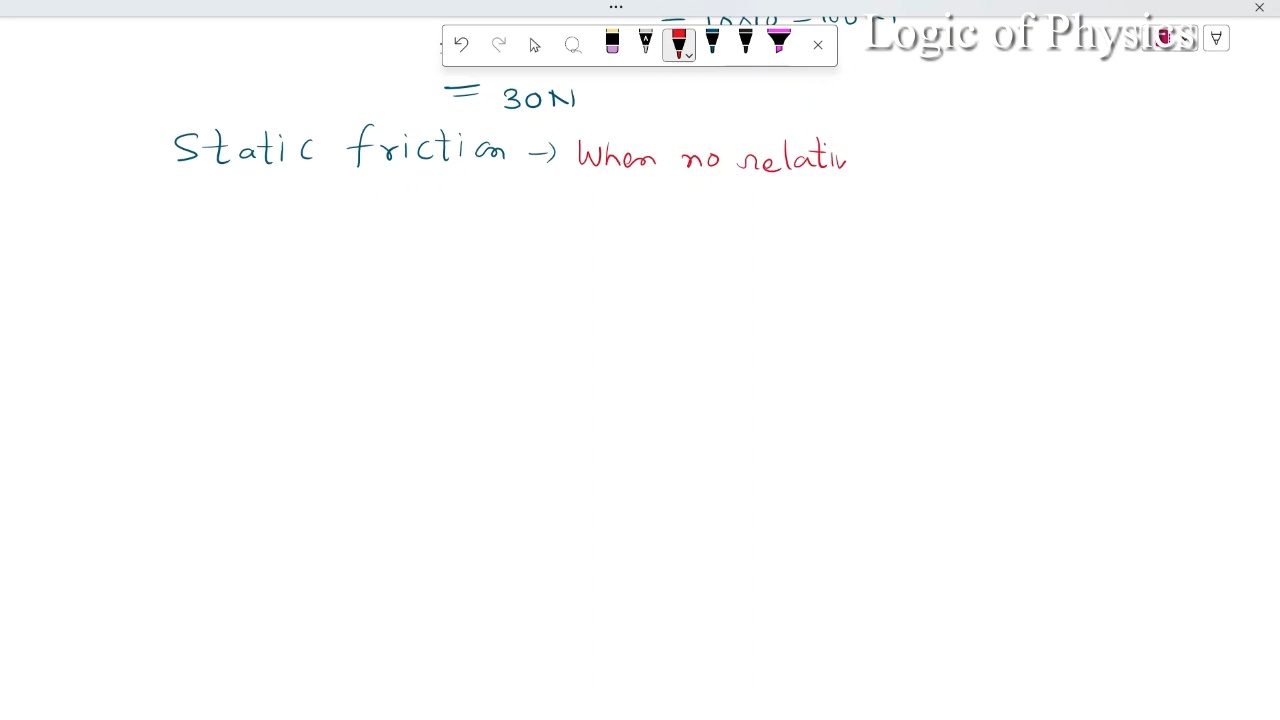 Logic of Physics
= 30N
Static friction → When no relativ